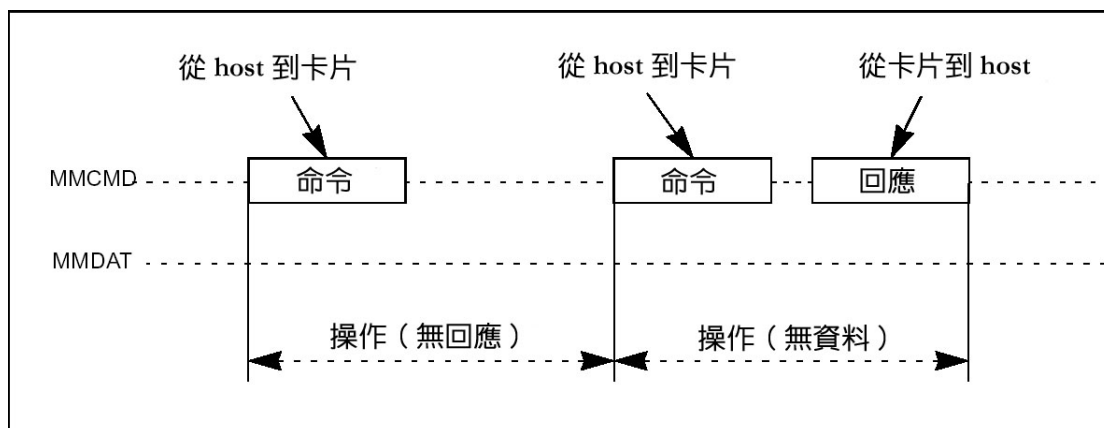 從 host 到卡片
從 host 到卡片
從卡片到 host
MMCMD
命令
命令
回應
MMDAT
操作（無回應）
操作（無資料）